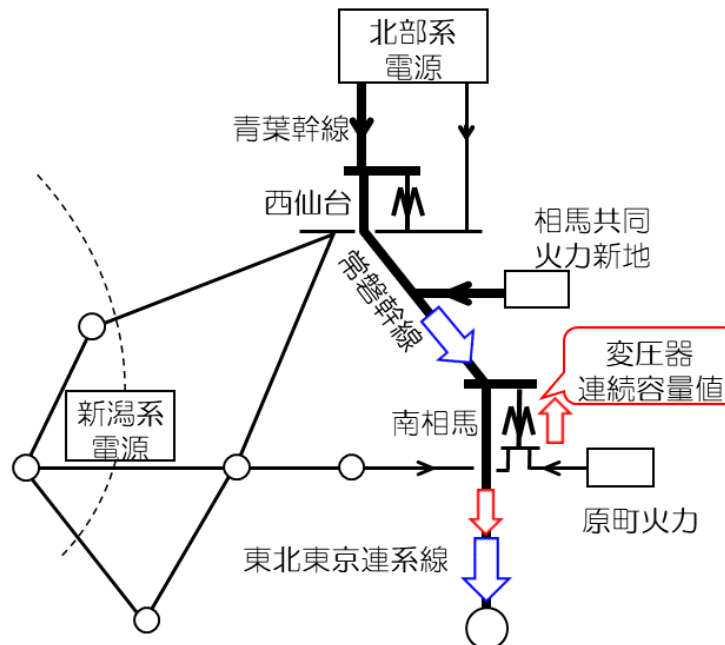 北部系
電源
青葉幹線
西仙台
相馬共同
火力新地
常磐幹線
変圧器
連続容量値
新潟系
電源
南相馬
原町火力
東北東京連系線